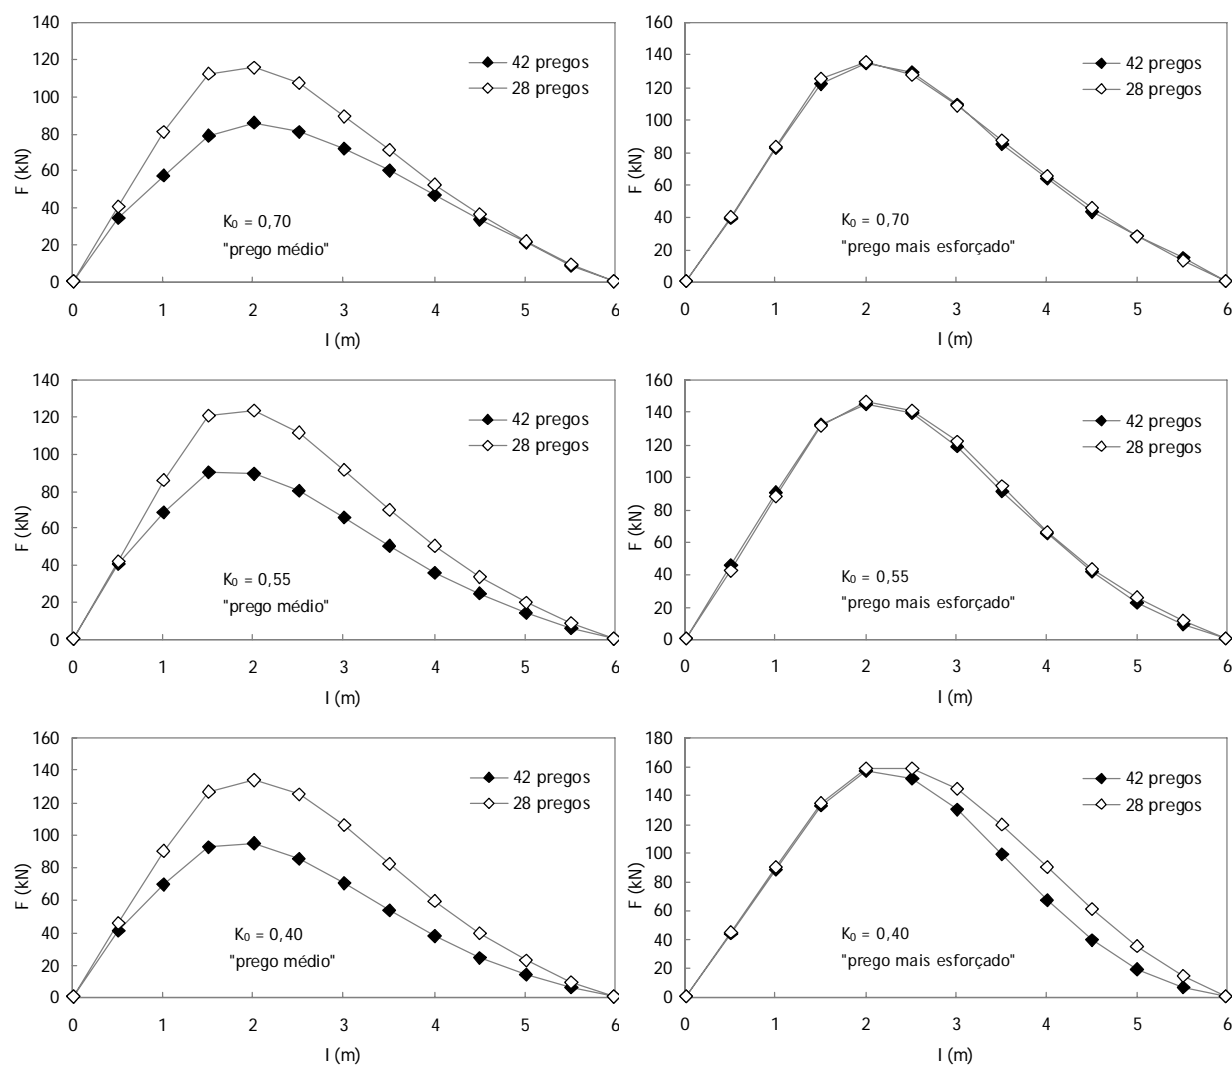 140
120
100
80
60
40
20
0
F (kN)
42 pregos
28 pregos
K₀ = 0,70
"prego médio"
0 1 2 3 4 5 6
l (m)
160
140
120
100
80
60
40
20
0
F (kN)
42 pregos
28 pregos
K₀ = 0,70
"prego mais esforçado"
0 1 2 3 4 5 6
l (m)
140
120
100
80
60
40
20
0
F (kN)
42 pregos
28 pregos
K₀ = 0,55
"prego médio"
0 1 2 3 4 5 6
l (m)
160
140
120
100
80
60
40
20
0
F (kN)
42 pregos
28 pregos
K₀ = 0,55
"prego mais esforçado"
0 1 2 3 4 5 6
l (m)
160
140
120
100
80
60
40
20
0
F (kN)
42 pregos
28 pregos
K₀ = 0,40
"prego médio"
0 1 2 3 4 5 6
l (m)
180
160
140
120
100
80
60
40
20
0
F (kN)
42 pregos
28 pregos
K₀ = 0,40
"prego mais esforçado"
0 1 2 3 4 5 6
l (m)